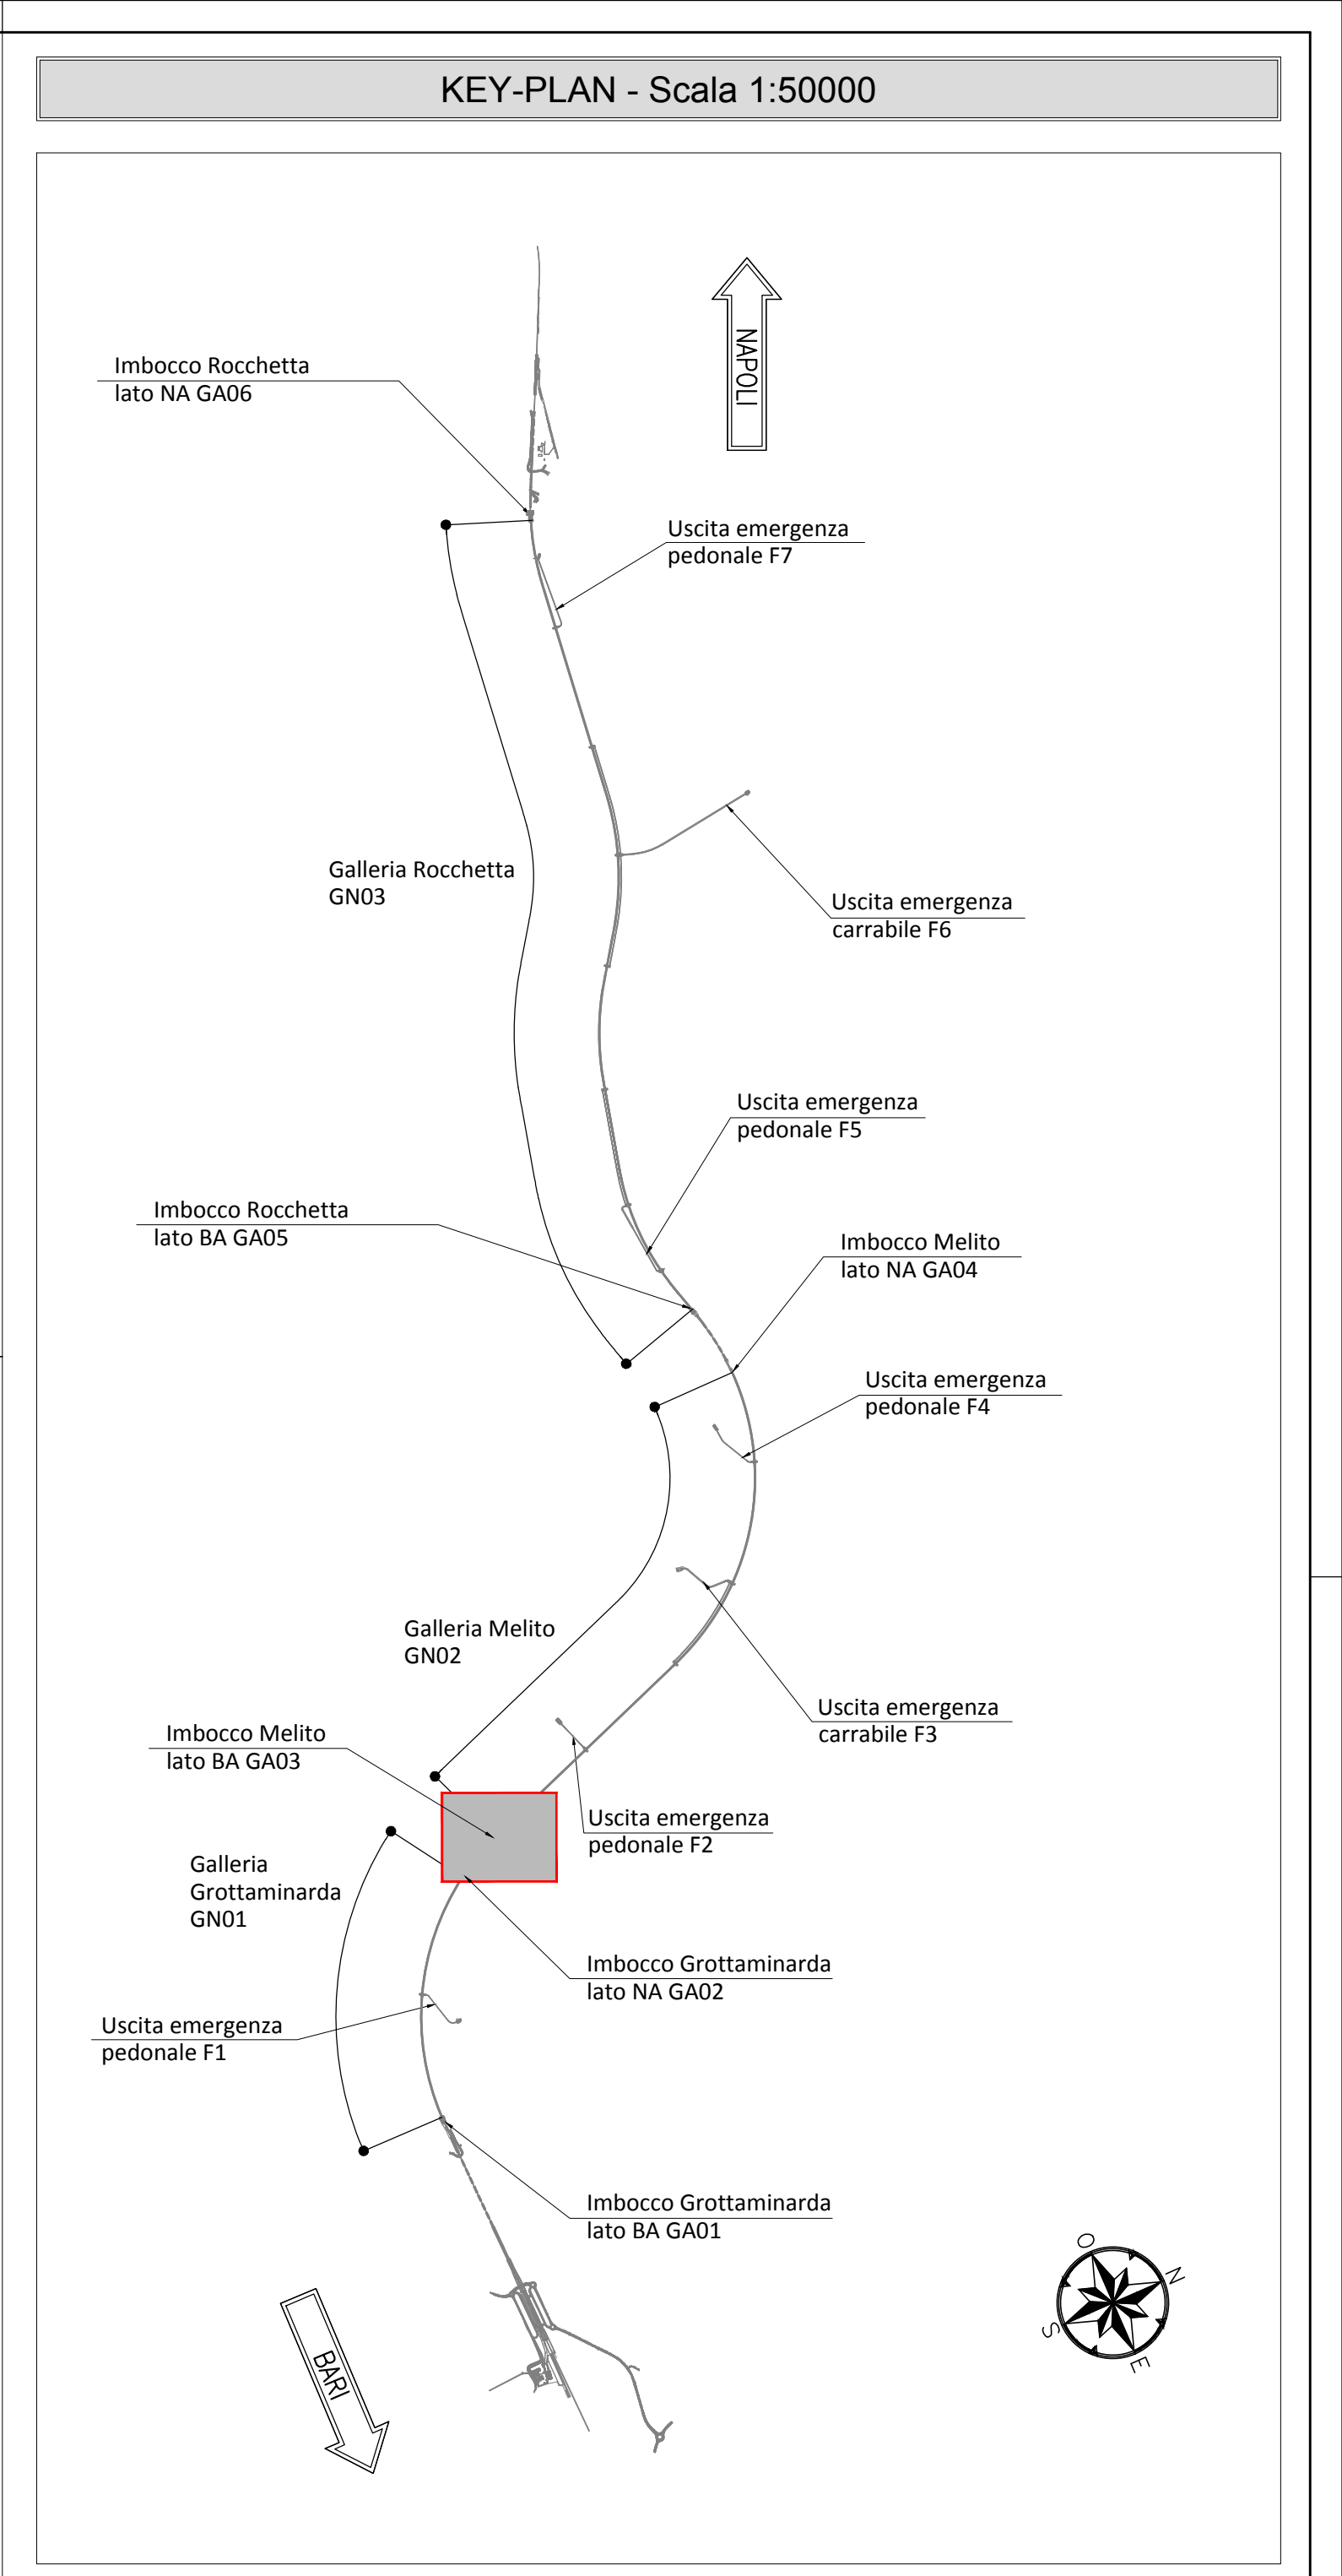 KEY-PLAN - Scala 1:50000
NAPOLI
Imbocco Rocchetta
lato NA GA06
Uscita emergenza
pedonale F7
Galleria Rocchetta
GN03
Uscita emergenza
carrabile F6
Uscita emergenza
pedonale F5
Imbocco Rocchetta
lato BA GA05
Imbocco Melito
lato NA GA04
Uscita emergenza
pedonale F4
Galleria Melito
GN02
Uscita emergenza
carrabile F3
Imbocco Melito
lato BA GA03
Uscita emergenza
pedonale F2
Galleria
Grottaminarda
GN01
Imbocco Grottaminarda
lato NA GA02
Uscita emergenza
pedonale F1
Imbocco Grottaminarda
lato BA GA01
BARI
O
N
S
E